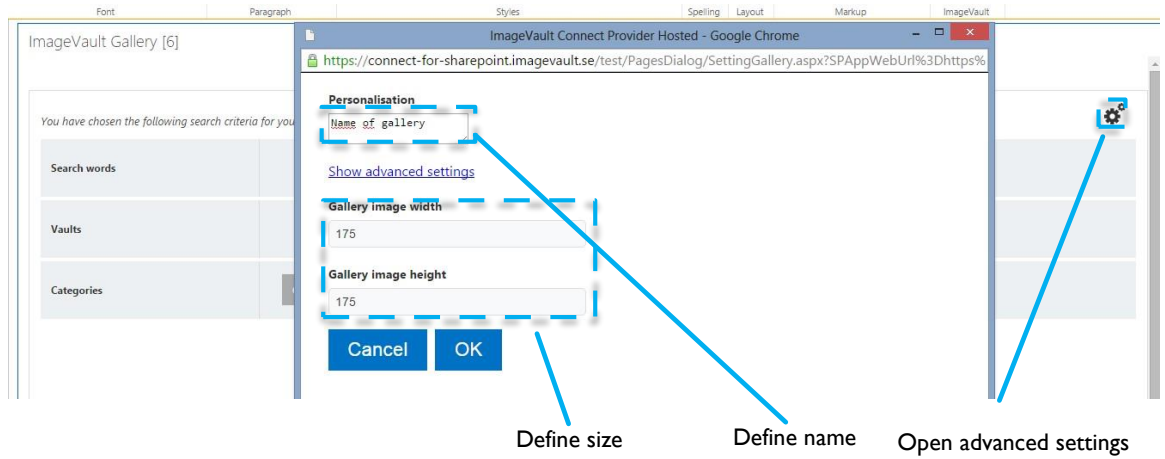 Font Paragraph Styles Spelling Layout Markup ImageVault
ImageVault Gallery [6]
ImageVault Connect Provider Hosted - Google Chrome
https://connect-for-sharepoint.imagevault.se/test/PagesDialog/SettingGallery.aspx?SPAppWebUrl%3Dhttps%
You have chosen the following search criteria for you
Search words
Vaults
Categories
Personalisation
Name of gallery
Show advanced settings
Gallery image width
175
Gallery image height
175
Cancel OK
Define size Define name Open advanced settings